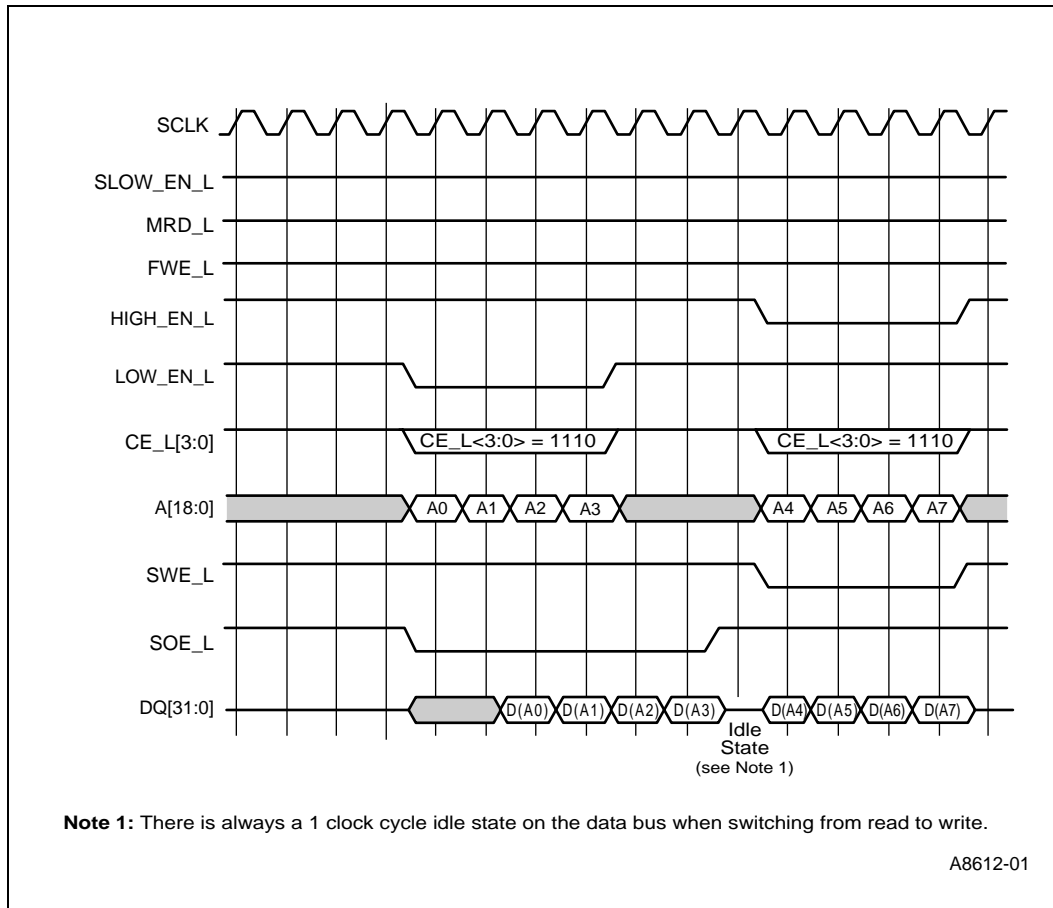 SCLK
SLOW_EN_L
MRD_L
FWE_L
HIGH_EN_L
LOW_EN_L
CE_L[3:0] CE_L<3:0> = 1110 CE_L<3:0> = 1110
A[18:0] A0 A1 A2 A3 A4 A5 A6 A7
SWE_L
SOE_L
DQ[31:0] D(A0) D(A1) D(A2) D(A3) D(A4) D(A5) D(A6) D(A7)
Idle
State
(see Note 1)
Note 1: There is always a 1 clock cycle idle state on the data bus when switching from read to write.
A8612-01